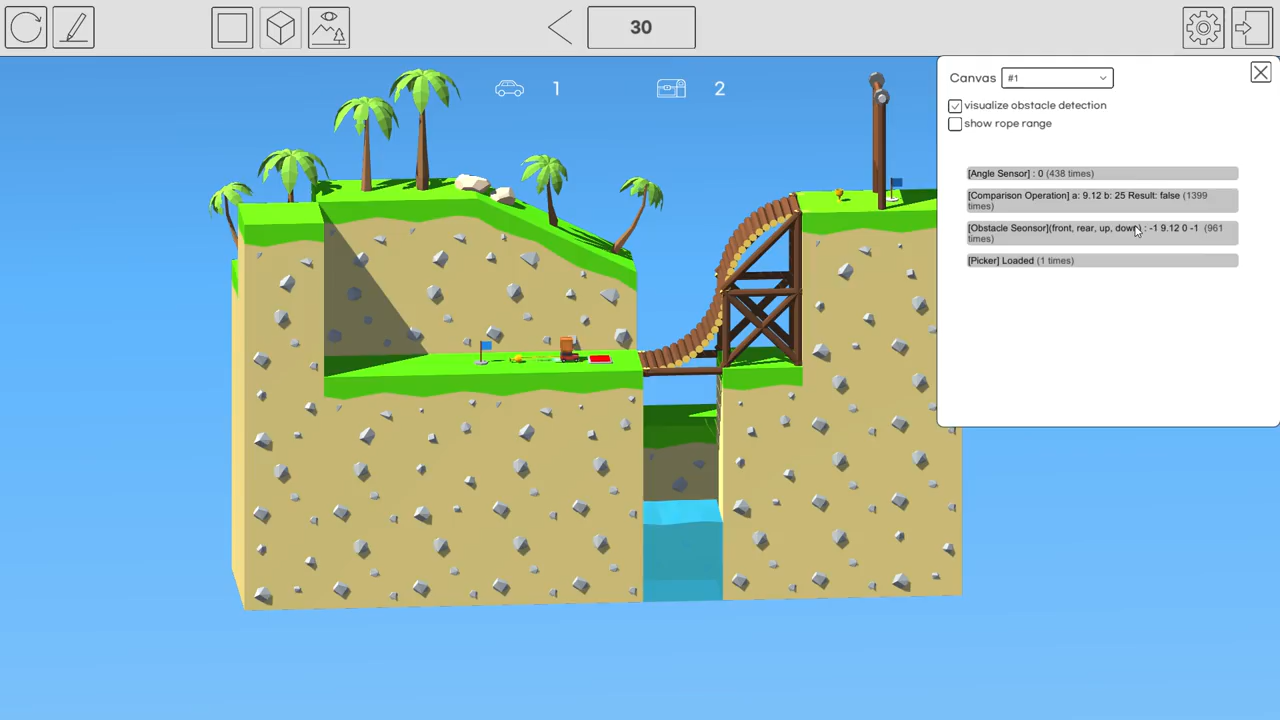 30
1
2
Canvas
#1
visualize obstacle detection
show rope range
[Angle Sensor] : 0 (438 times)
[Comparison Operation] a: 9.12 b: 25 Result: false (1399
times)
[Obstacle Seonsor](front, rear, up, down) : -1 9.12 0 -1 (961
times)
[Picker] Loaded (1 times)